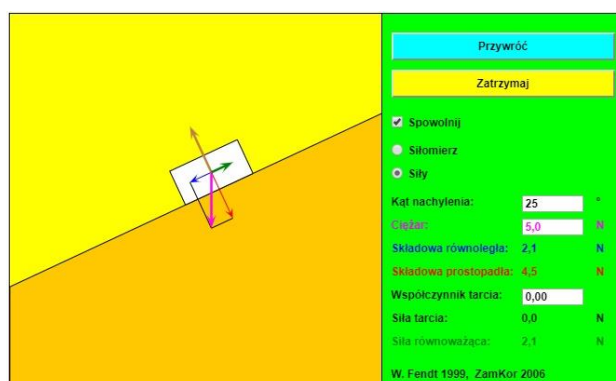 Przywróć
Zatrzymaj
Spowolnij
Siłomierz
Siły
Kąt nachylenia: 25 °
Ciężar: 5,0 N
Składowa równoległa: 2,1 N
Składowa prostopadła: 4,5 N
Współczynnik tarcia: 0,00
Siła tarcia: 0,0 N
Siła równoważąca: 2,1 N
W. Fendt 1999, ZamKor 2006